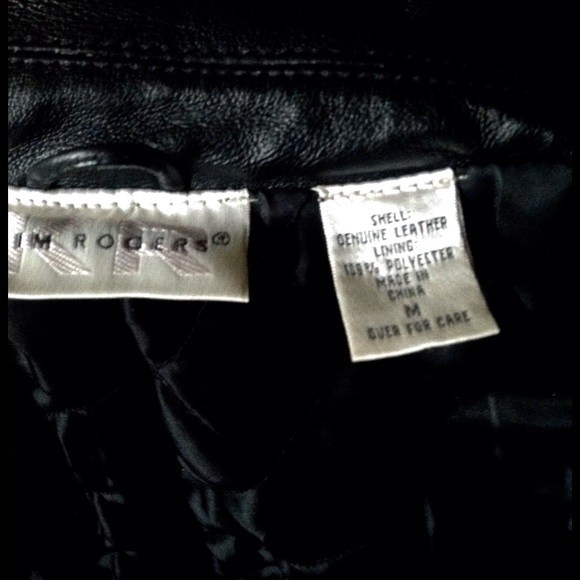 IM ROGERS®
SHELL:
GENUINE LEATHER
LINING:
100% POLYESTER
MADE IN
CHINA
M
OVER FOR CARE